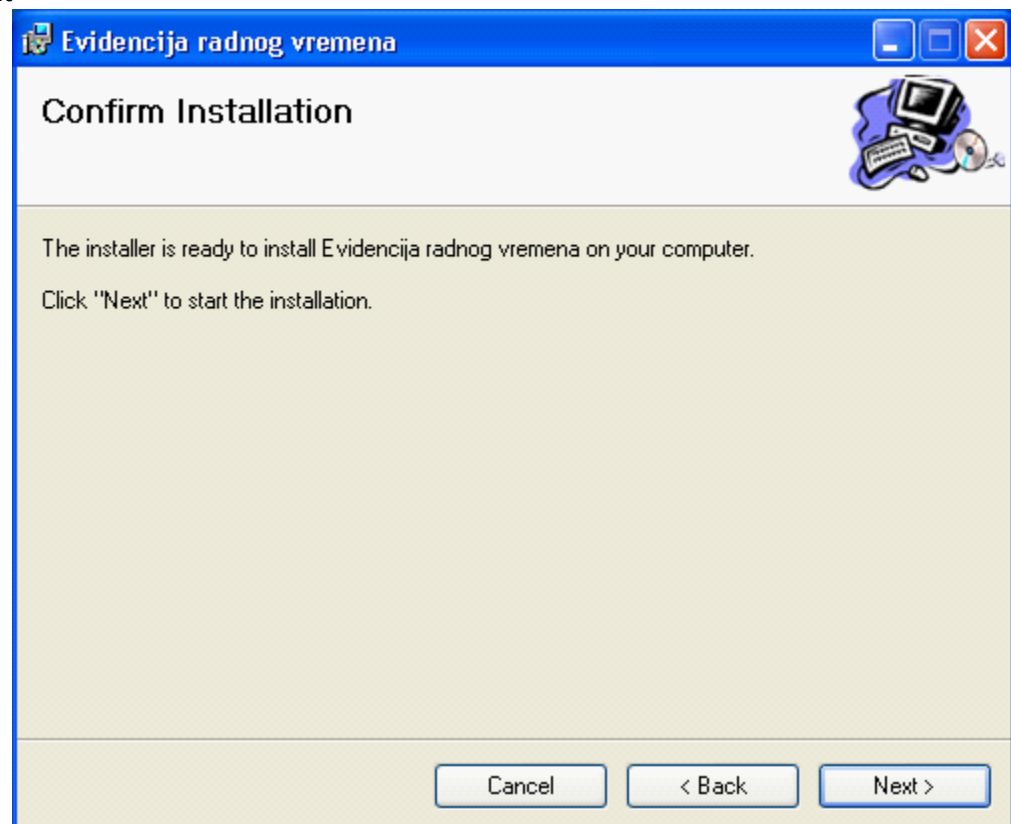 Evidencija radnog vremena
Confirm Installation
The installer is ready to install Evidencija radnog vremena on your computer.
Click "Next" to start the installation.
Cancel
< Back
Next >